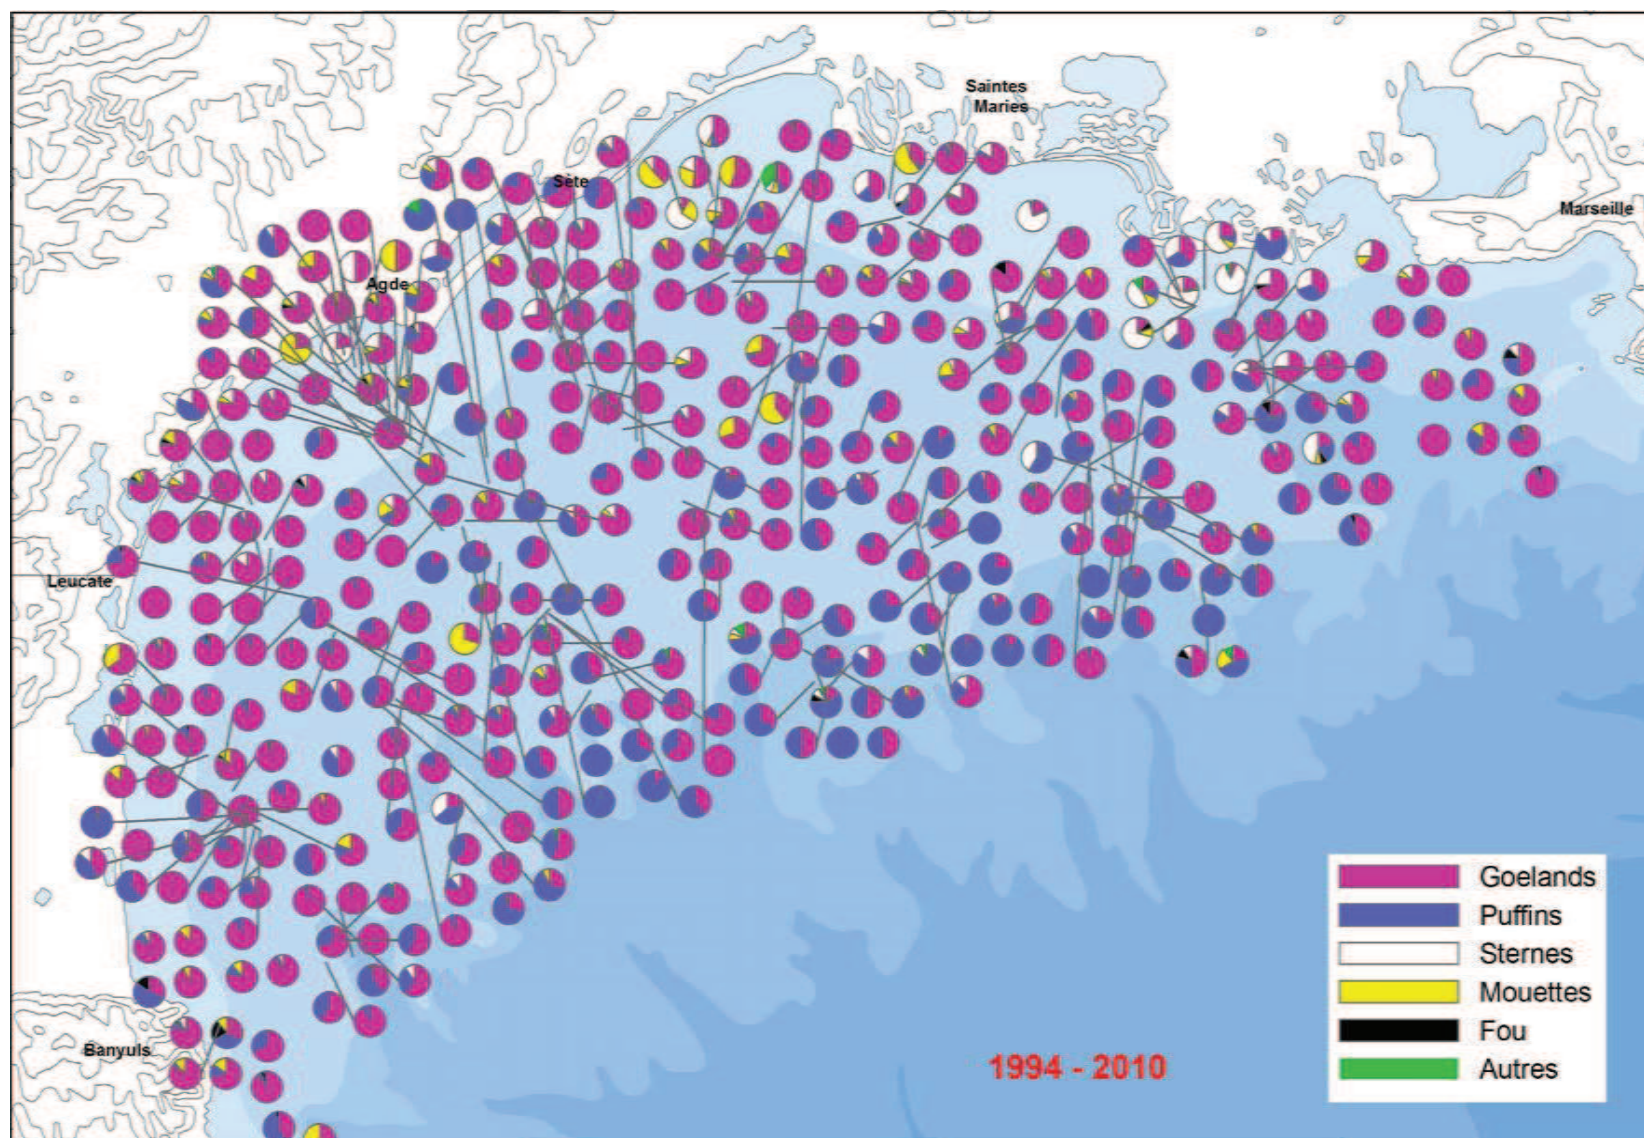 Saintes
Maries
Sète
Marseille
Agde
Leucate
Banyuls
Goelands
Puffins
Sternes
Mouettes
Fou
Autres
1994 - 2010